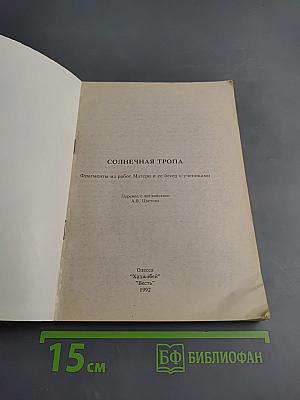 СОЛНЕЧНАЯ ТРОПА
Фрагменты из работ Матери и ее бесед с учениками
Перевод с английского
А.В. Цветова
Одесса
"Хаджибей"
"Весть"
1992
15 см
БФ БИБЛИОФАН